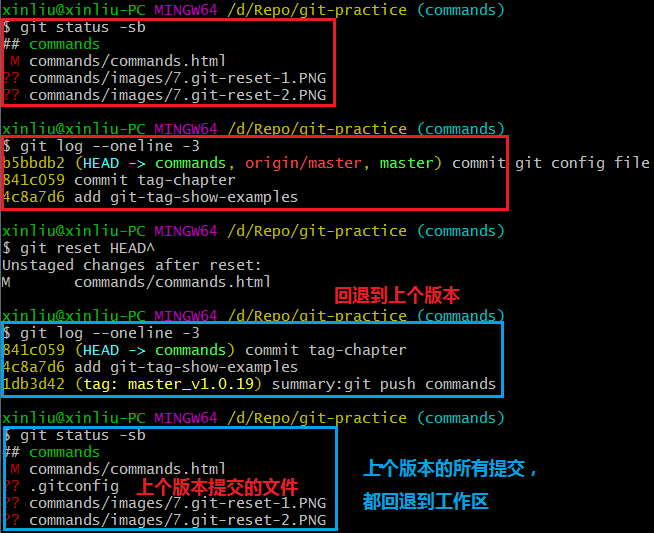 xinliu@xinliu-PC MINGW64 /d/Repo/git-practice (commands)
$ git status -sb
## commands
 M commands/commands.html
?? commands/images/7.git-reset-1.PNG
?? commands/images/7.git-reset-2.PNG
xinliu@xinliu-PC MINGW64 /d/Repo/git-practice (commands)
$ git log --oneline -3
b5bbdb2 (HEAD -> commands, origin/master, master) commit git config file
841c059 commit tag-chapter
4c8a7d6 add git-tag-show-examples
xinliu@xinliu-PC MINGW64 /d/Repo/git-practice (commands)
$ git reset HEAD^
Unstaged changes after reset:
M       commands/commands.html
回退到上个版本
xinliu@xinliu-PC MINGW64 /d/Repo/git-practice (commands)
$ git log --oneline -3
841c059 (HEAD -> commands) commit tag-chapter
4c8a7d6 add git-tag-show-examples
1db3d42 (tag: master_v1.0.19) summary:git push commands
xinliu@xinliu-PC MINGW64 /d/Repo/git-practice (commands)
$ git status -sb
## commands
 M commands/commands.html
?? .gitconfig 上个版本提交的文件
?? commands/images/7.git-reset-1.PNG
?? commands/images/7.git-reset-2.PNG
上个版本的所有提交，
都回退到工作区